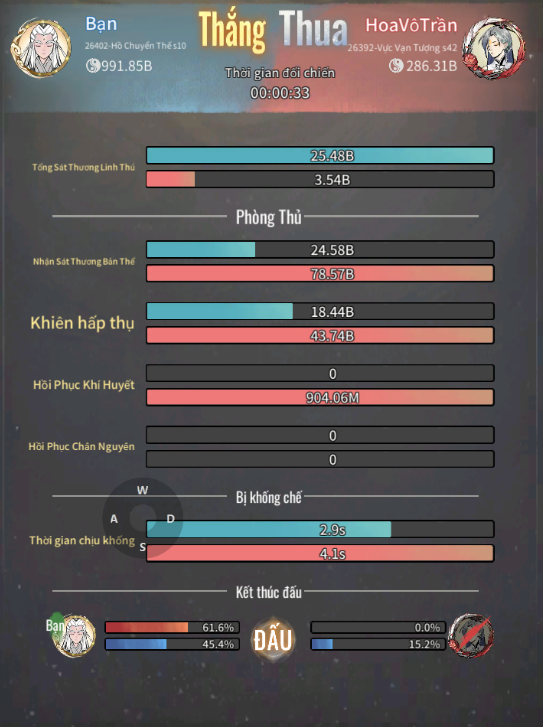 Bạn
Thắng Thua
HoaVôTrần
26402-Hồ Chuyển Thế s10
26392-Vực Vạn Tượng s42
991.85B
286.31B
Thời gian đối chiến
00:00:33
Tổng Sát Thương Linh Thú
25.48B
3.54B
Phòng Thủ
Nhận Sát Thương Bản Thể
24.58B
78.57B
Khiên hấp thụ
18.44B
43.74B
Hồi Phục Khí Huyết
0
904.06M
Hồi Phục Chân Nguyên
0
0
Bị khống chế
W
A D
S
Thời gian chịu khống
2.9s
4.1s
Kết thúc đấu
Bạn
61.6%
45.4%
ĐẤU
0.0%
15.2%